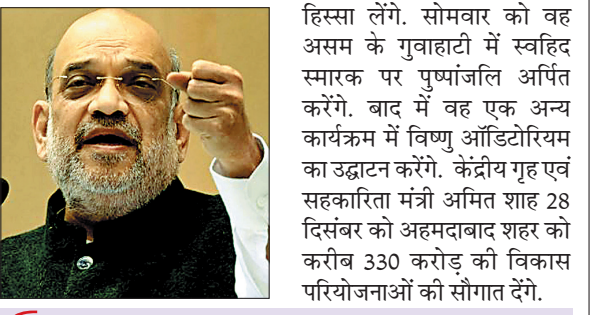 हिस्सा लेंगे. सोमवार को वह
असम के गुवाहाटी में स्वहिद
स्मारक पर पुष्पांजलि अर्पित
करेंगे. बाद में वह एक अन्य
कार्यक्रम में विष्णु ऑडिटोरियम
का उद्घाटन करेंगे. केंद्रीय गृह एवं
सहकारिता मंत्री अमित शाह 28
दिसंबर को अहमदाबाद शहर को
करीब 330 करोड़ की विकास
परियोजनाओं की सौगात देंगे.